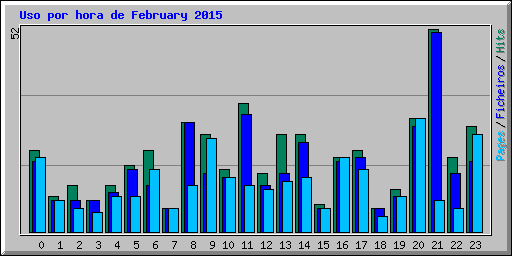 Uso por hora de February 2015
52
Pages / Ficheiros / Hits
0 1 2 3 4 5 6 7 8 9 10 11 12 13 14 15 16 17 18 19 20 21 22 23